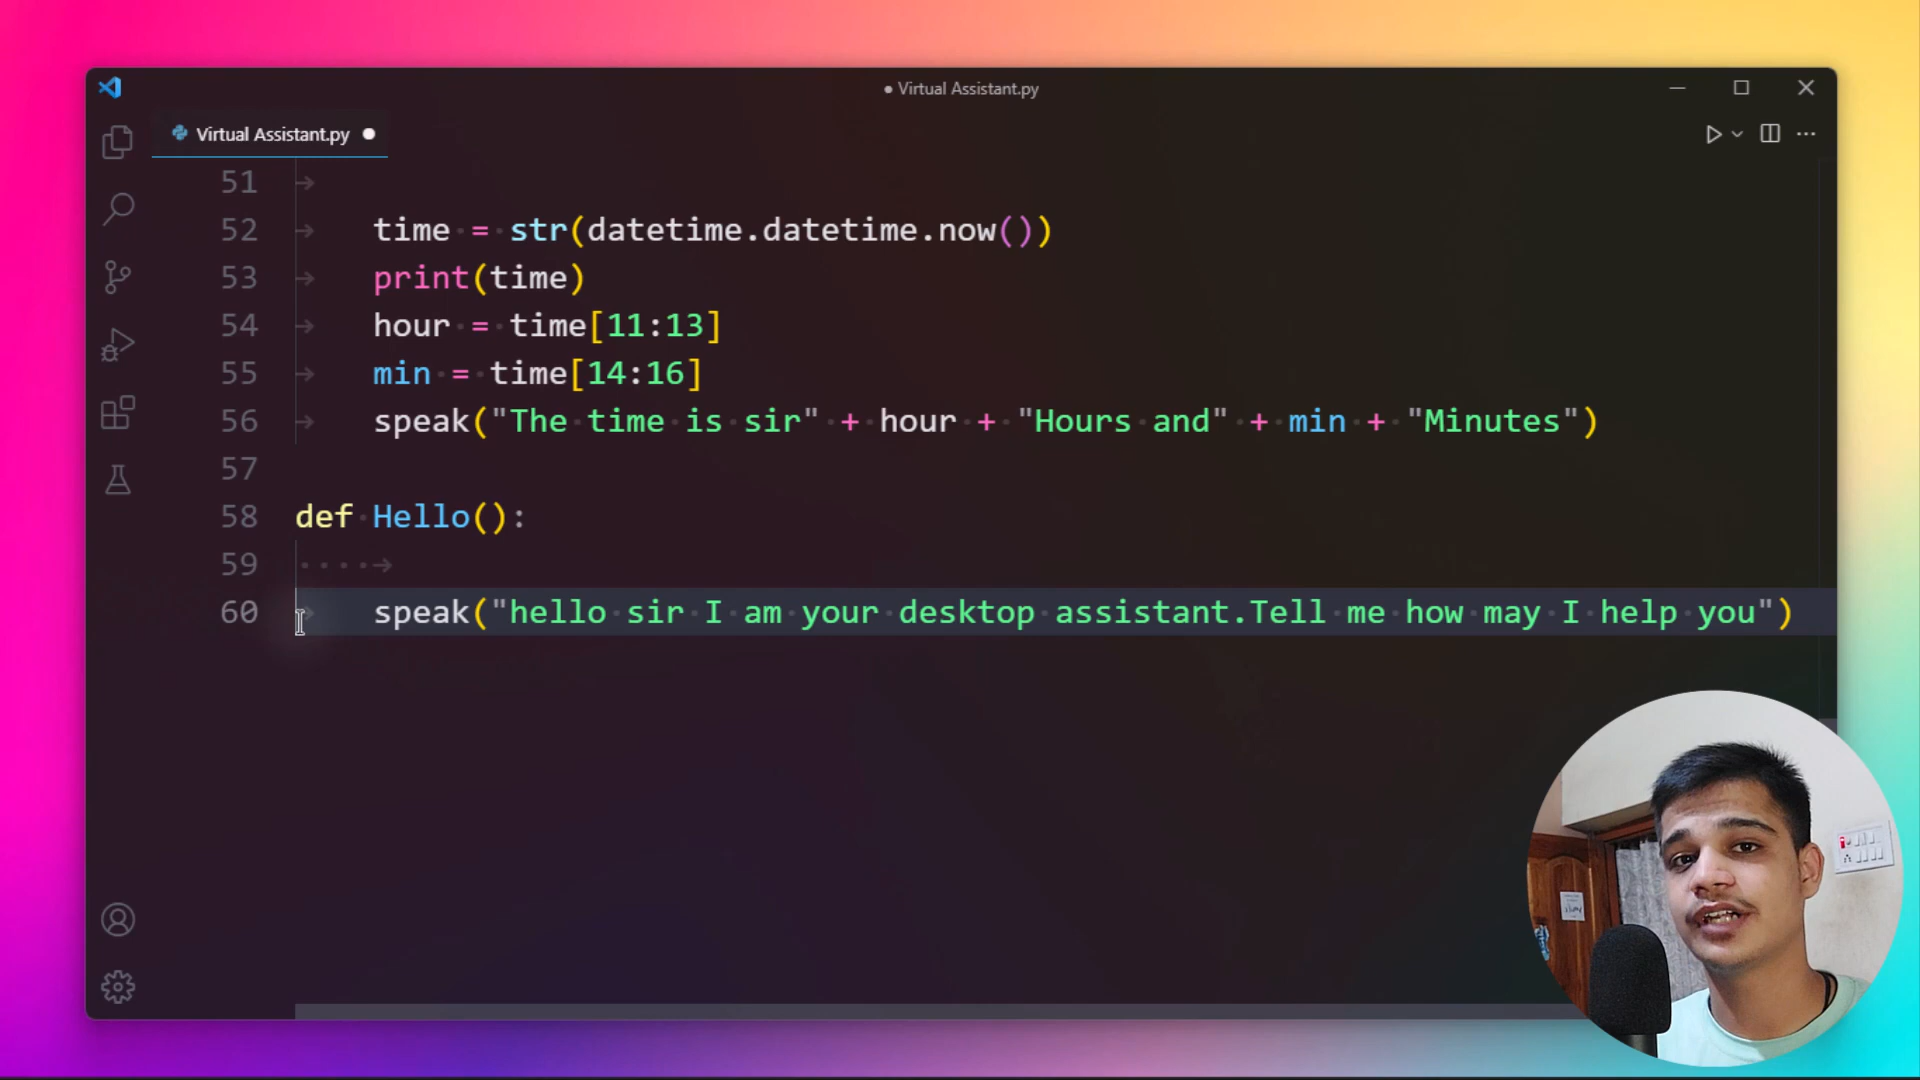 Virtual Assistant.py
Virtual Assistant.py
51
52 time = str(datetime.datetime.now())
53 print(time)
54 hour = time[11:13]
55 min = time[14:16]
56 speak("The time is sir" + hour + "Hours and" + min + "Minutes")
57
58 def Hello():
59
60 speak("hello sir I am your desktop assistant.Tell me how may I help you")